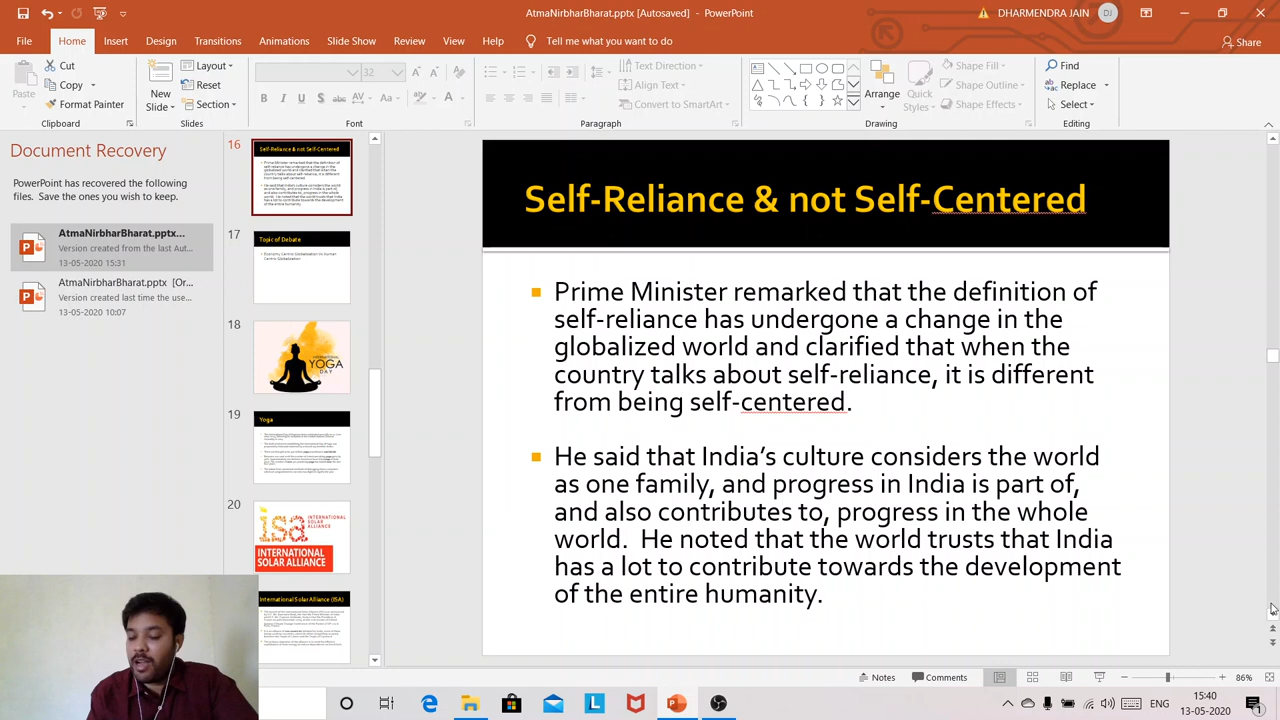 AtmaNirbharBharat.pptx [Autosaved] - PowerPoint
DHARMENDRA JAIN
DJ
File Home Insert Design Transitions Animations Slide Show Review View Help Tell me what you want to do
Share
Paste
Cut
Copy
Format Painter
Clipboard
New
Slide
Layout
Reset
Section
Slides
32
Font
Text Direction
Align Text
Convert to SmartArt
Paragraph
Arrange
Quick
Styles
Shape Fill
Shape Outline
Shape Effects
Drawing
Find
Replace
Select
Editing
Document Recovery
PowerPoint has recovered the following
files. Save the ones you wish to keep.
AtmaNirbharBharat.pptx...
Version created from the last Aut...
13-05-2020 15:31
AtmaNirbharBharat.pptx [Or...
Version created last time the use...
13-05-2020 10:07
16
Self-Reliance & not Self-Centered
17
Topic of Debate
Economy Centric Globalisation Vs Human
Centric Globalisation
18
INTERNATIONAL
YOGA
DAY
19
Yoga
20
isa
INTERNATIONAL
SOLAR
ALLIANCE
INTERNATIONAL
SOLAR ALLIANCE
International Solar Alliance (ISA)
Self-Reliance & not Self-Centered
Prime Minister remarked that the definition of
self-reliance has undergone a change in the
globalized world and clarified that when the
country talks about self-reliance, it is different
from being self-centered.
He said that India's culture considers the world
as one family, and progress in India is part of,
and also contributes to, progress in the whole
world. He noted that the world trusts that India
has a lot to contribute towards the development
of the entire humanity.
Notes
Comments
86%
ENG
15:40
13-05-2020